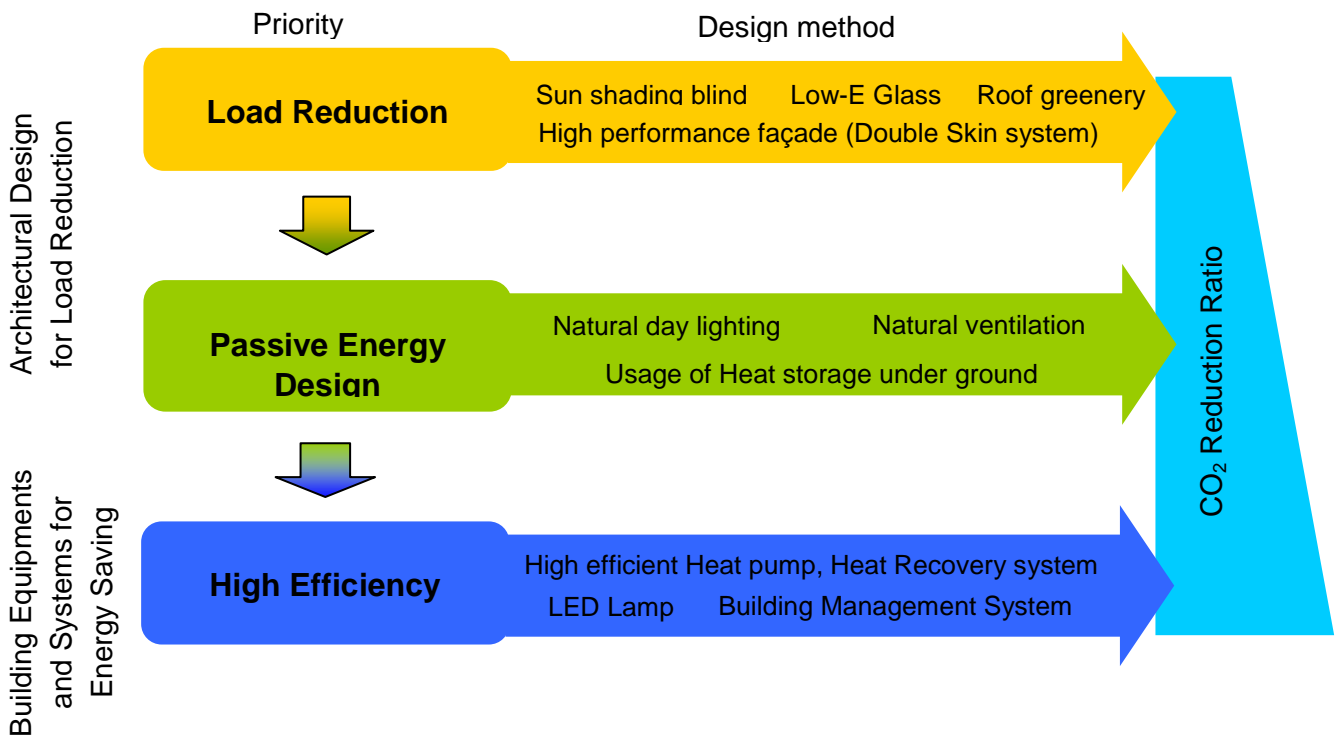 Priority
Design method
Architectural Design
for Load Reduction
Load Reduction
Sun shading blind Low-E Glass Roof greenery
High performance façade (Double Skin system)
Passive Energy
Design
Natural day lighting Natural ventilation
Usage of Heat storage under ground
Building Equipments
and Systems for
Energy Saving
High Efficiency
High efficient Heat pump, Heat Recovery system
LED Lamp Building Management System
CO₂ Reduction Ratio